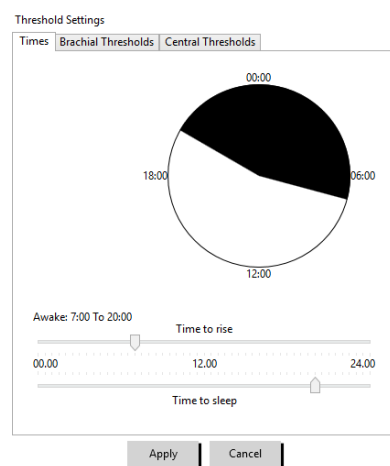 Threshold Settings
Times Brachial Thresholds Central Thresholds
00:00
18:00 06:00
12:00
Awake: 7:00 To 20:00
Time to rise
00.00 12.00 24.00
Time to sleep
Apply Cancel